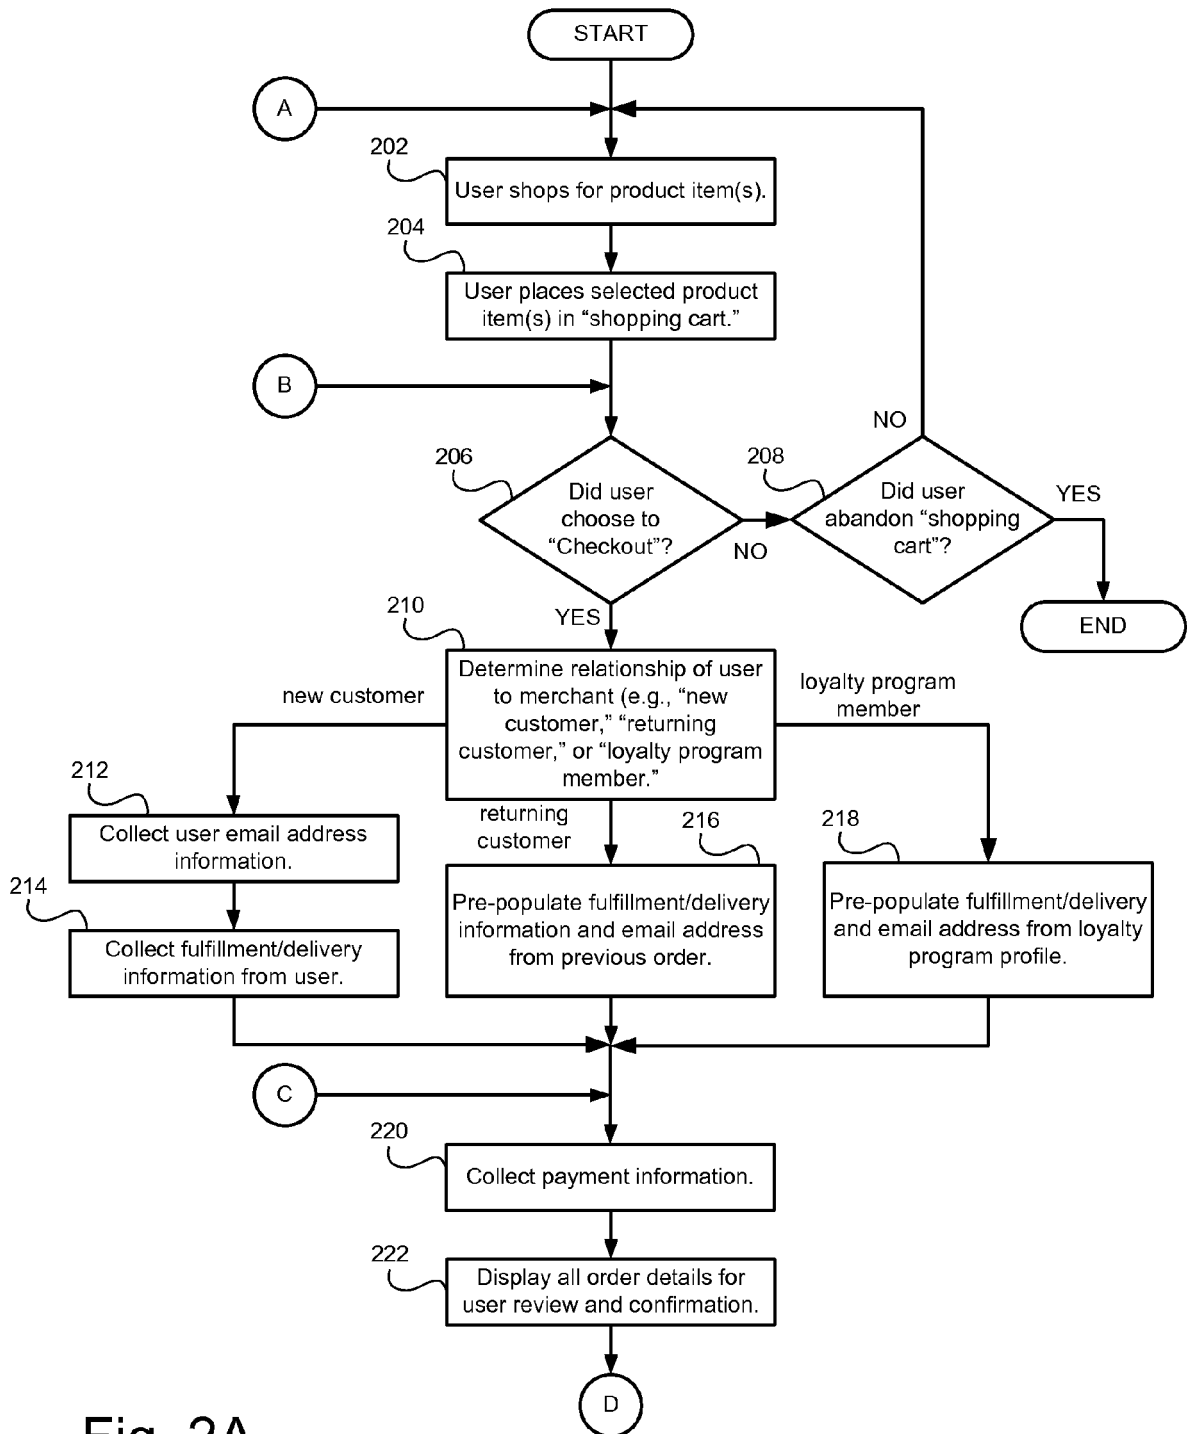 START
A
202
User shops for product item(s).
204
User places selected product
item(s) in “shopping cart.”
B
NO
206
Did user
choose to
“Checkout”?
NO
208
Did user
abandon “shopping
cart”?
YES
END
YES
210
Determine relationship of user
to merchant (e.g., “new
customer,” “returning
customer,” or “loyalty program
member.”
new customer
loyalty program
member
212
Collect user email address
information.
returning
customer
216
218
214
Collect fulfillment/delivery
information from user.
Pre-populate fulfillment/delivery
information and email address
from previous order.
Pre-populate fulfillment/delivery
and email address from loyalty
program profile.
C
220
Collect payment information.
222
Display all order details for
user review and confirmation.
D
Fig. 2A